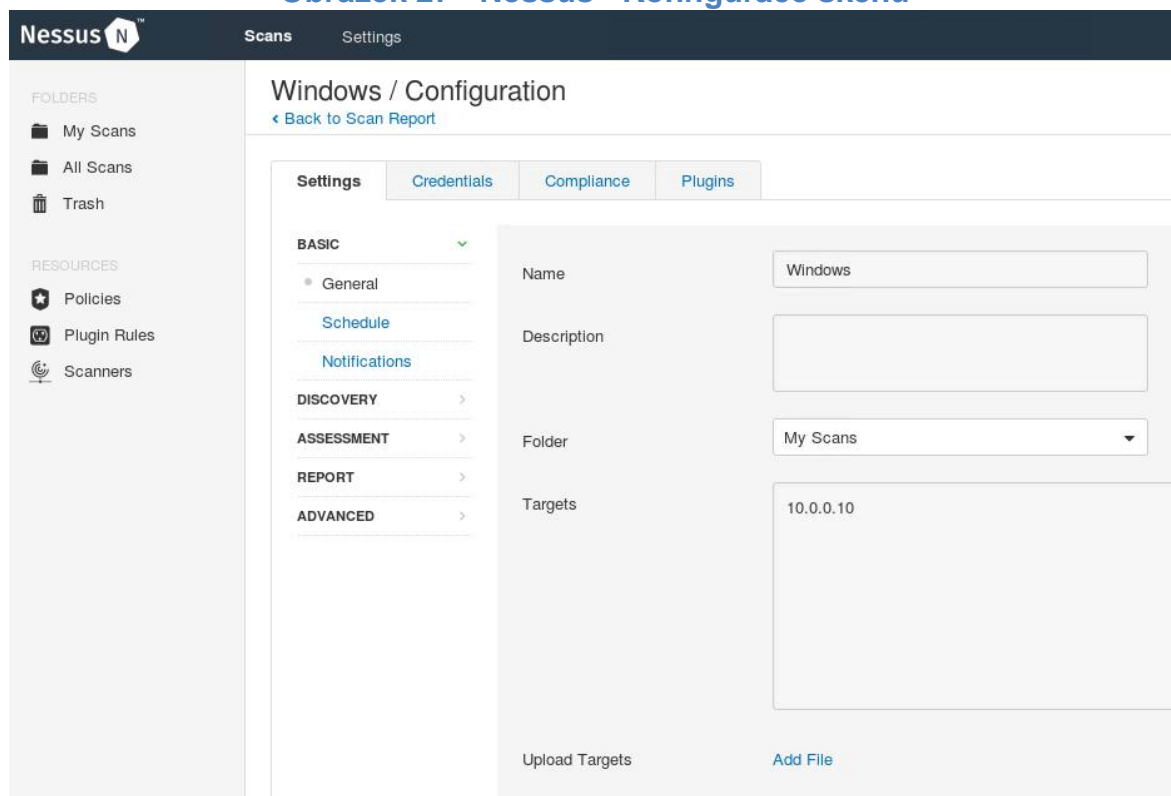 Nessus N ™
Scans Settings
FOLDERS
My Scans
All Scans
Trash
RESOURCES
Policies
Plugin Rules
Scanners
Windows / Configuration
Back to Scan Report
Settings Credentials Compliance Plugins
BASIC
General
Schedule
Notifications
DISCOVERY
ASSESSMENT
REPORT
ADVANCED
Name Windows
Description
Folder My Scans
Targets 10.0.0.10
Upload Targets Add File